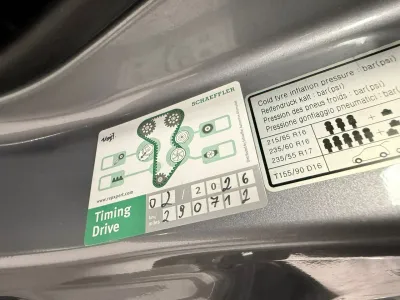 SCHAEFFLER
www.repxpert.com
02/2026
Timing
Drive
290712
Cold tyre inflation pressure : bar(psi)
Reifendruck kalt : bar(psi)
Pression des pneus froids : bar(psi)
Pressione gonfiaggio pneumatici : bar(psi)
215/65 R16
235/60 R16
235/55 R17
T155/90 D16